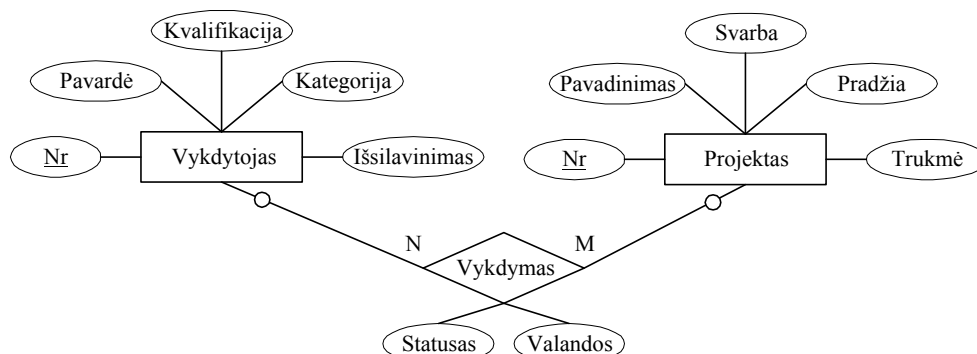 Kvalifikacija
Svarba
Pavardė
Kategorija
Pavadinimas
Pradžia
Nr
Vykdytojas
Išsilavinimas
Nr
Projektas
Trukmė
N
M
Vykdymas
Statusas
Valandos